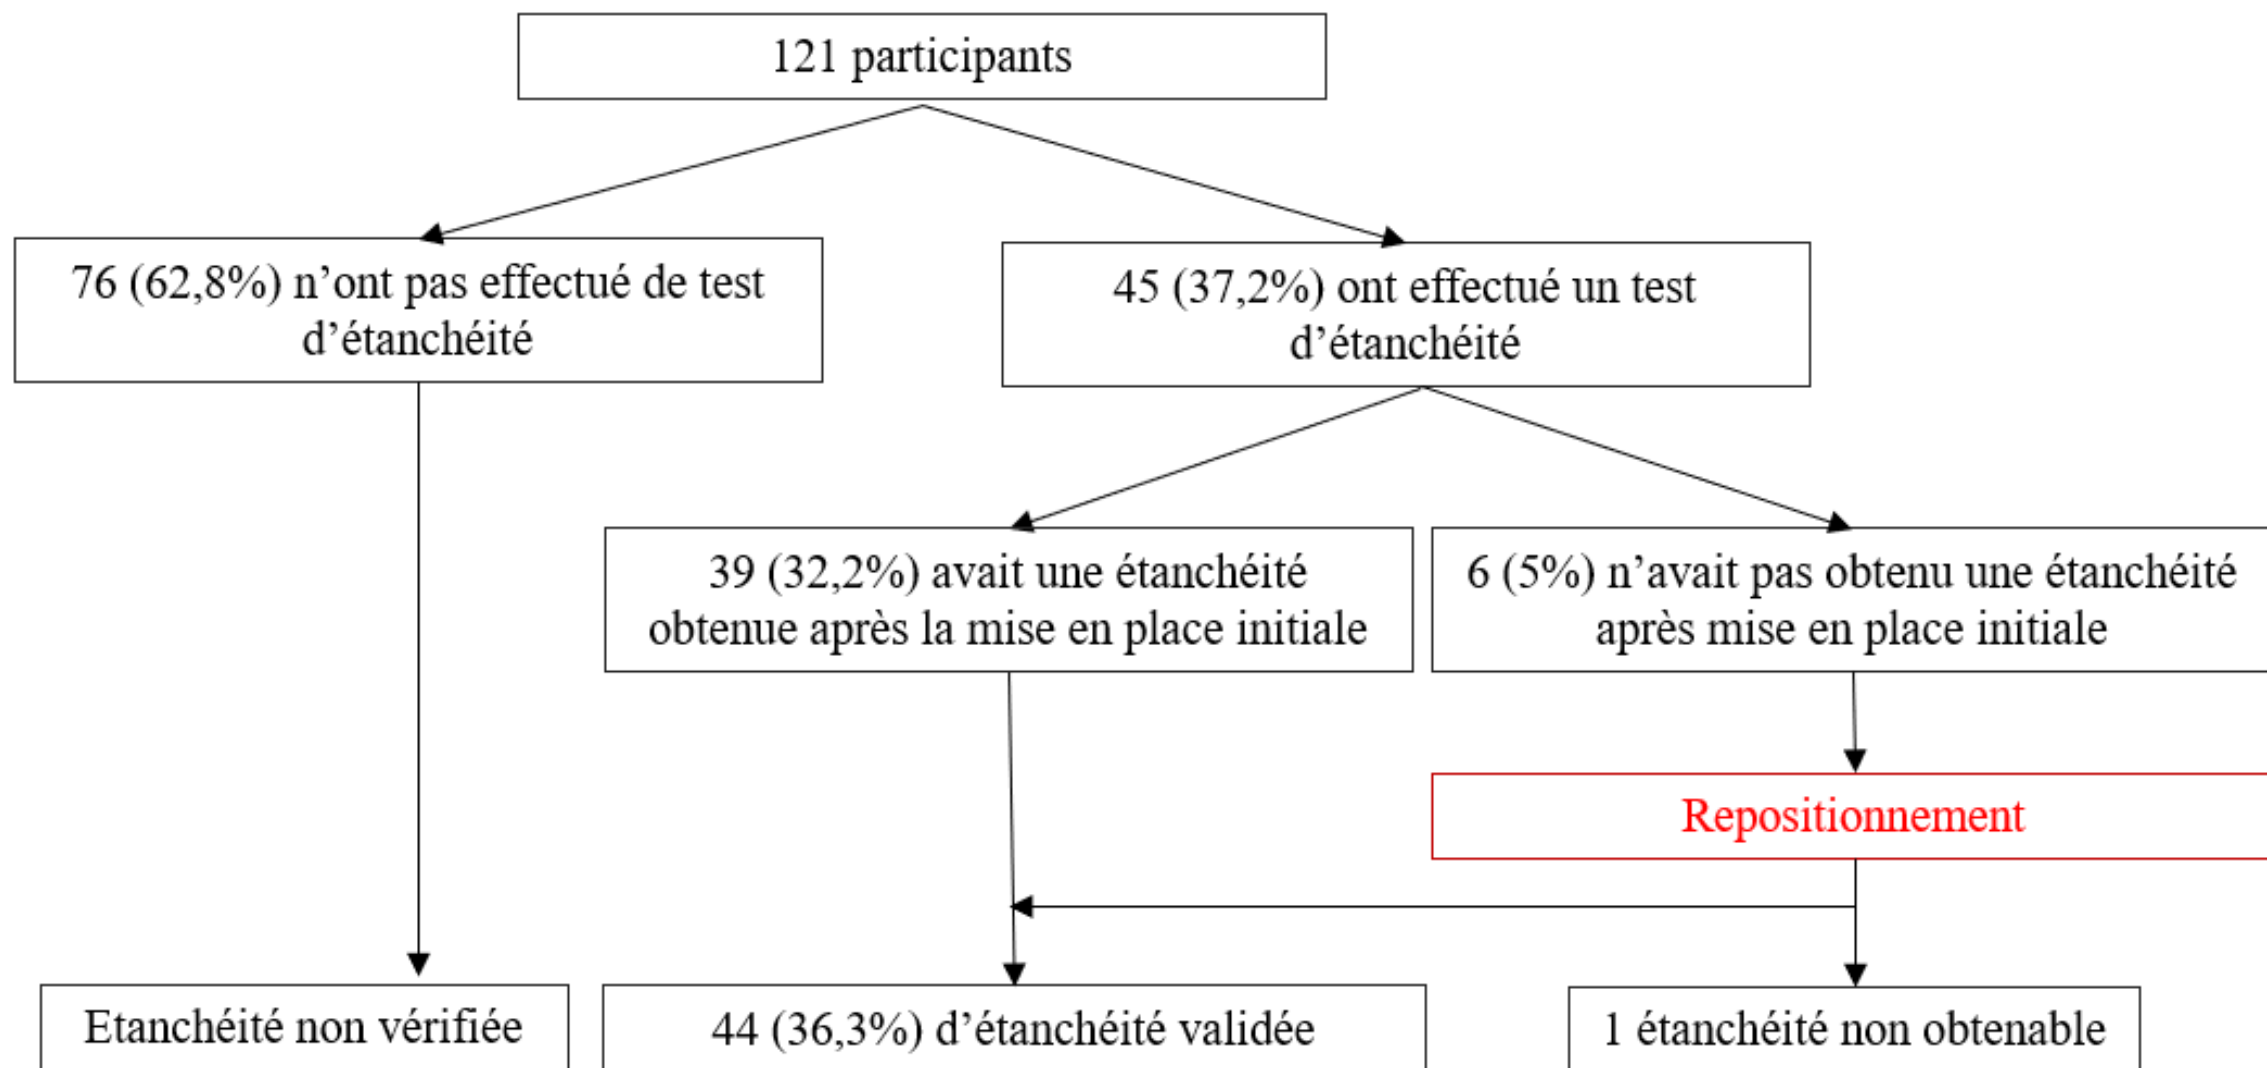 121 participants
76 (62,8%) n’ont pas effectué de test
d’étanchéité
45 (37,2%) ont effectué un test
d’étanchéité
39 (32,2%) avait une étanchéité
obtenue après la mise en place initiale
6 (5%) n’avait pas obtenu une étanchéité
après mise en place initiale
Repositionnement
Etanchéité non vérifiée
44 (36,3%) d’étanchéité validée
1 étanchéité non obtenable